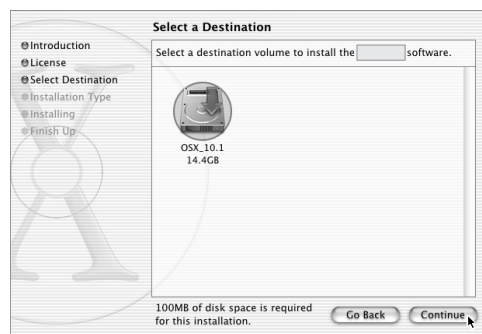 Select a Destination
Introduction
License
Select Destination
Installation Type
Installing
Finish Up
Select a destination volume to install the software.
OSX_10.1
14.4GB
100MB of disk space is required
for this installation.
Go Back
Continue